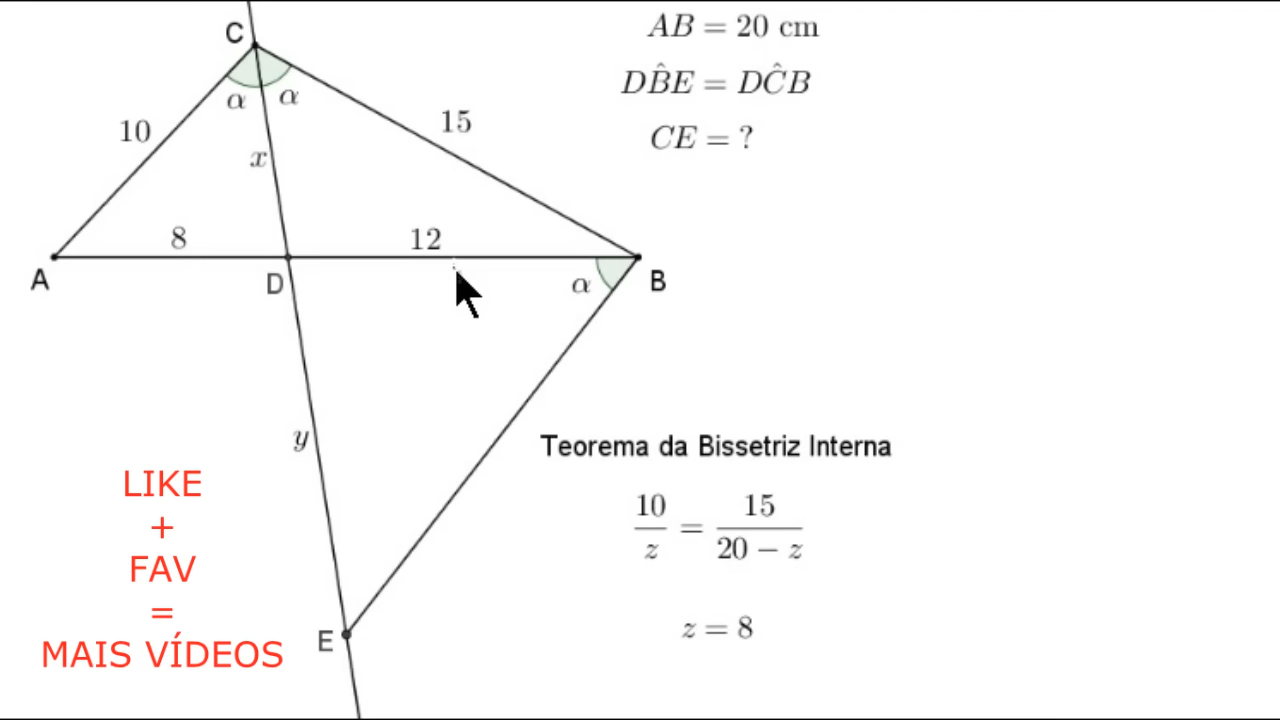 C
AB = 20 cm
DB̂E = DĈB
CE = ?
α α
10
15
x
8
12
A
D
α
B
y
Teorema da Bissetriz Interna
10/z = 15/(20 − z)
z = 8
E
LIKE
+
FAV
=
MAIS VÍDEOS